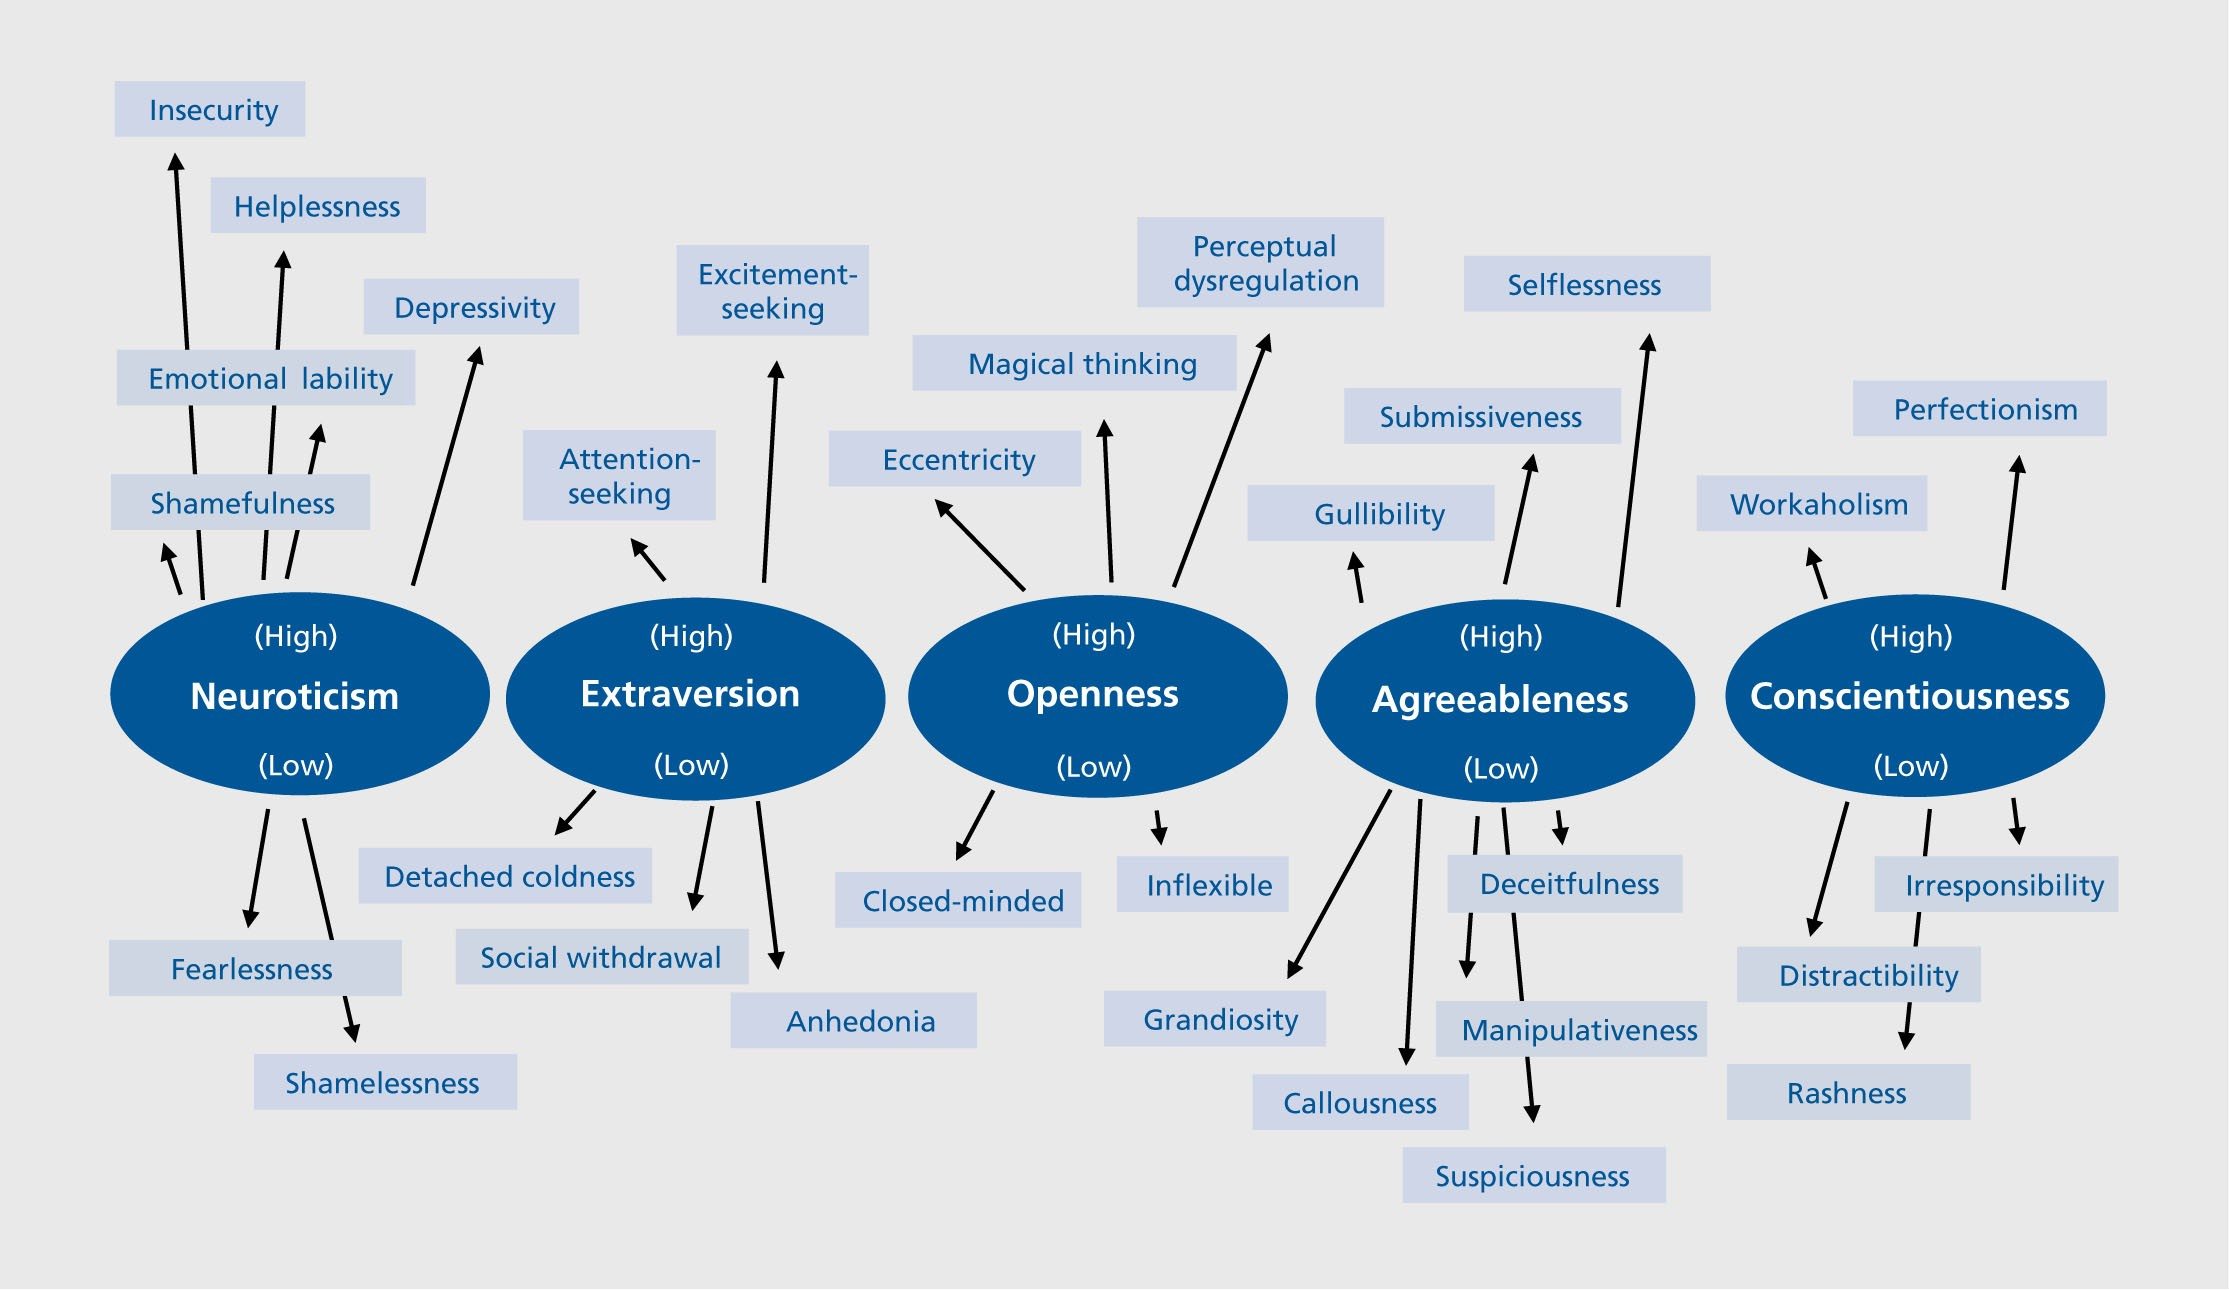 Insecurity
Helplessness
Depressivity
Emotional lability
Shamefulness
Excitement-
seeking
Attention-
seeking
Perceptual
dysregulation
Magical thinking
Eccentricity
Selflessness
Submissiveness
Gullibility
Perfectionism
Workaholism
(High)
Neuroticism
(Low)
(High)
Extraversion
(Low)
(High)
Openness
(Low)
(High)
Agreeableness
(Low)
(High)
Conscientiousness
(Low)
Fearlessness
Shamelessness
Detached coldness
Social withdrawal
Anhedonia
Closed-minded
Inflexible
Deceitfulness
Grandiosity
Manipulativeness
Callousness
Suspiciousness
Irresponsibility
Distractibility
Rashness